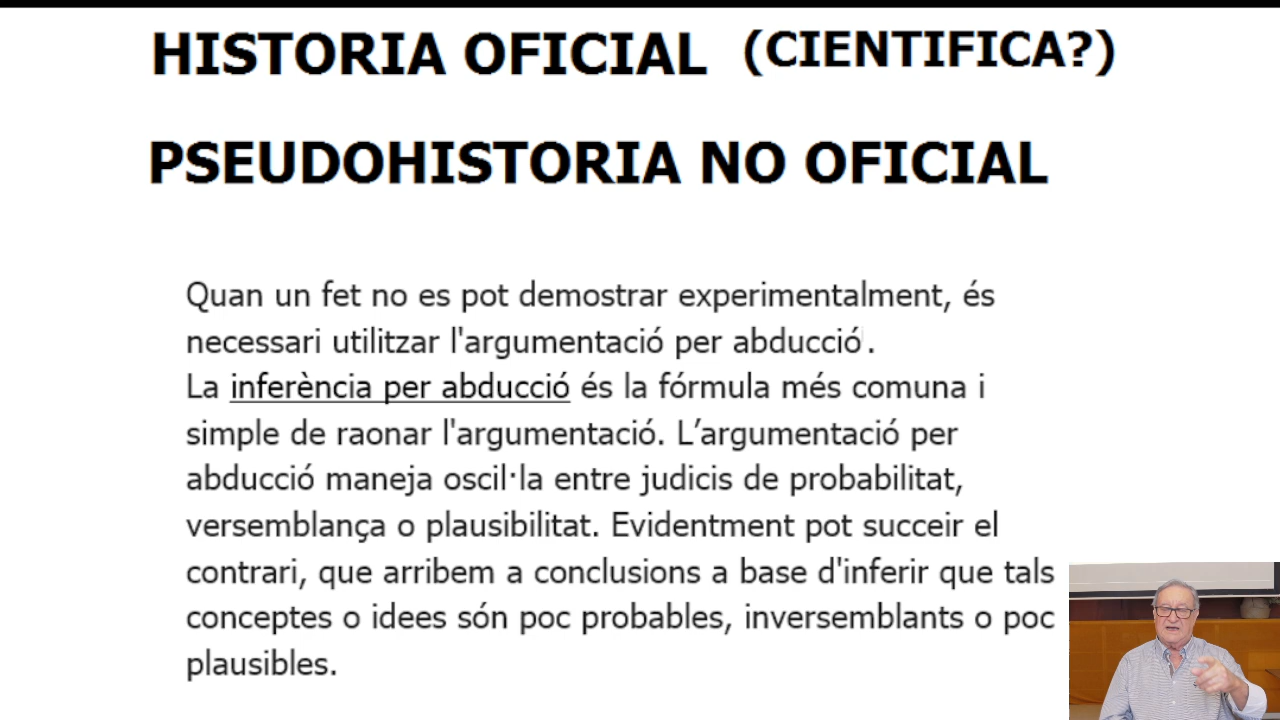 HISTORIA OFICIAL (CIENTIFICA?)
PSEUDOHISTORIA NO OFICIAL
Quan un fet no es pot demostrar experimentalment, és
necessari utilitzar l'argumentació per abducció.
La inferència per abducció és la fórmula més comuna i
simple de raonar l'argumentació. L’argumentació per
abducció maneja oscil·la entre judicis de probabilitat,
versemblança o plausibilitat. Evidentment pot succeir el
contrari, que arribem a conclusions a base d'inferir que tals
conceptes o idees són poc probables, inversemblants o poc
plausibles.